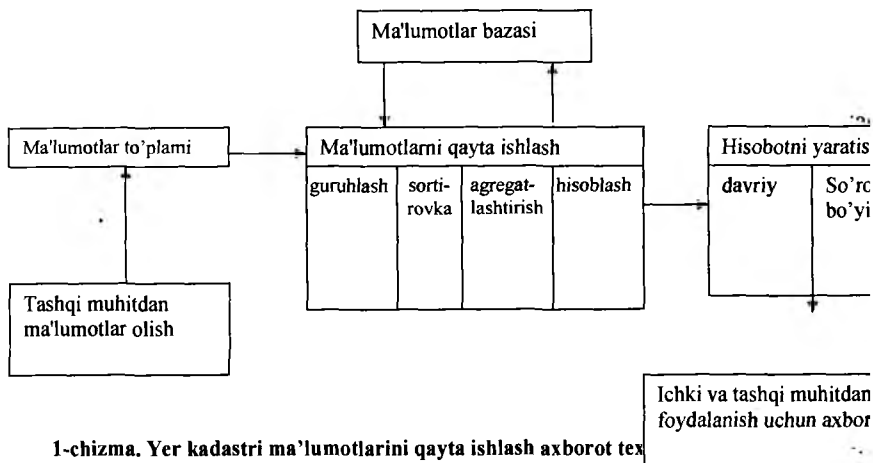 Ma'lumotlar bazasi
Ma'lumotlar to'plami
Ma'lumotlarni qayta ishlash
guruhlash
sorti-
rovka
agregat-
lashtirish
hisoblash
Hisobotni yaratis
davriy
So'ro
bo'yi
Tashqi muhitdan
ma'lumotlar olish
Ichki va tashqi muhitdan
foydalanish uchun axbor
1-chizma. Yer kadastri ma'lumotlarini qayta ishlash axborot tex